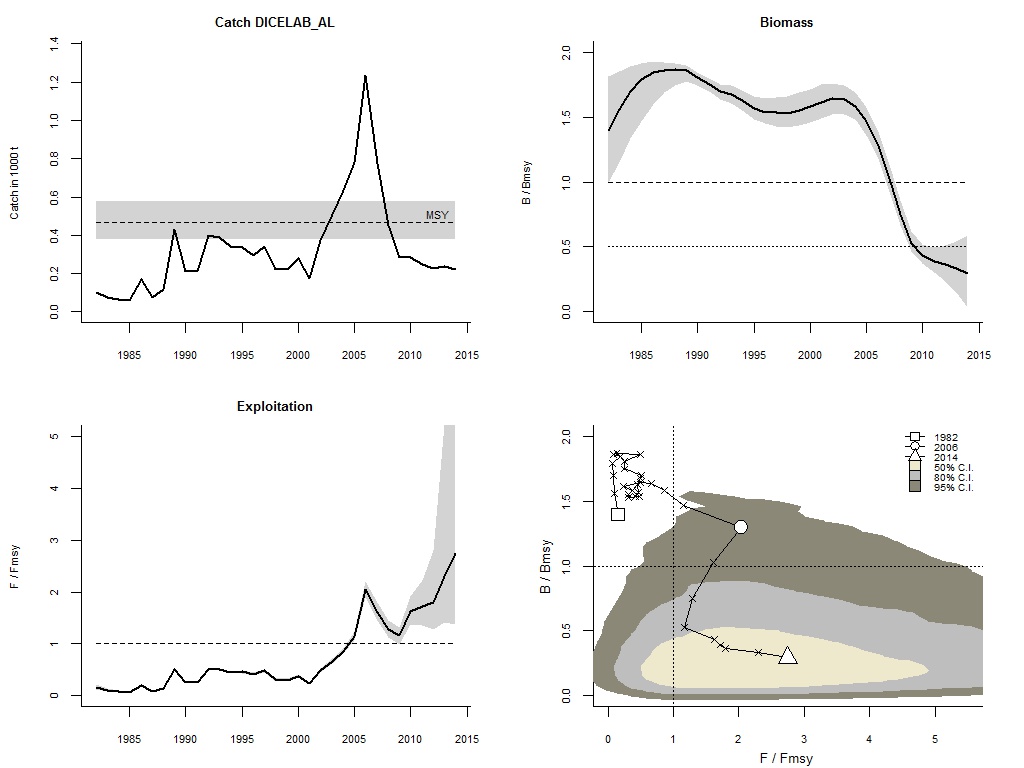 Catch DICELAB_AL
Catch in 1000 t
1.4
1.2
1.0
0.8
0.6
0.4
0.2
0.0
MSY
1985 1990 1995 2000 2005 2010 2015
Biomass
B / Bmsy
2.0
1.5
1.0
0.5
0.0
1985 1990 1995 2000 2005 2010 2015
Exploitation
F / Fmsy
5
4
3
2
1
0
1985 1990 1995 2000 2005 2010 2015
B / Bmsy
2.0
1.5
1.0
0.5
0.0
1982
2006
2014
50% C.I.
80% C.I.
95% C.I.
0 1 2 3 4 5
F / Fmsy